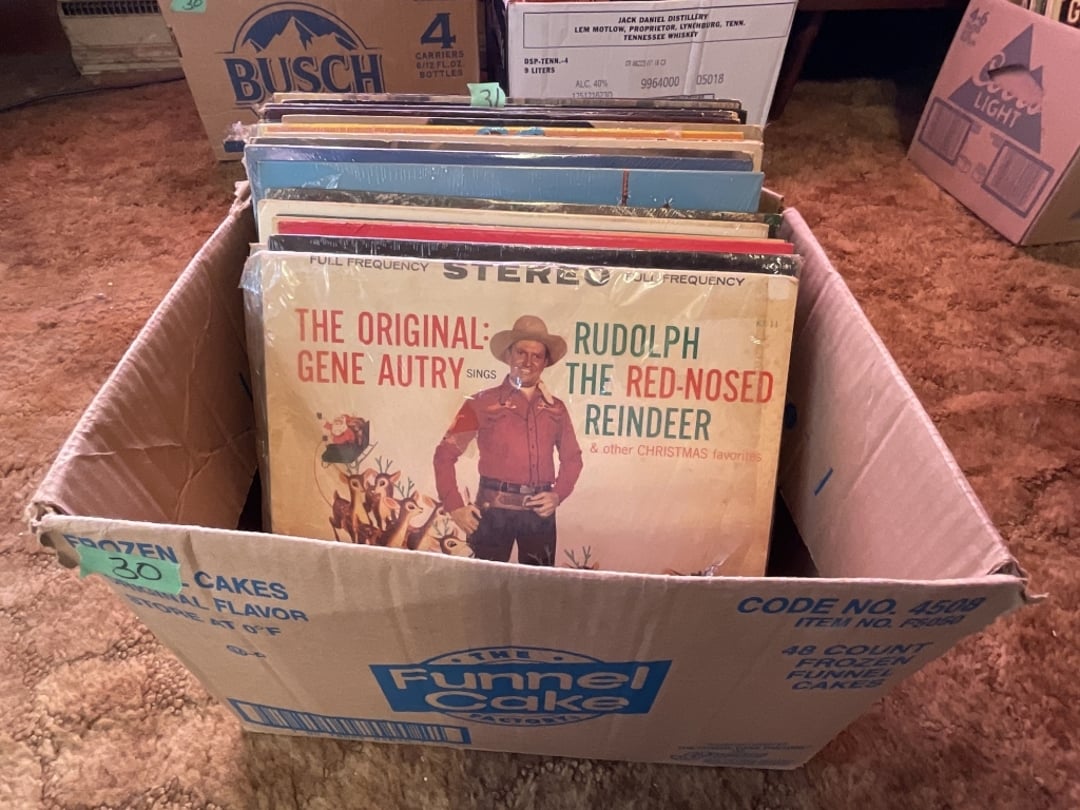 30
BUSCH
4
CARRIERS
6/12 FL.OZ.
BOTTLES
JACK DANIEL DISTILLERY
LEM MOTLOW, PROPRIETOR, LYNCHBURG, TENN.
TENNESSEE WHISKEY
DSP-TENN.-4
9 LITERS
ALC. 40%
9964000
05018
Coors
LIGHT
FULL FREQUENCY STEREO FULL FREQUENCY
THE ORIGINAL:
GENE AUTRY SINGS
RUDOLPH
THE RED-NOSED
REINDEER
& other CHRISTMAS favorites
FROZEN
30
CAKES
FLAVOR
STORE AT 0°F
CODE NO. 4508
ITEM NO. FS050
48 COUNT
FROZEN
FUNNEL
CAKES
THE
Funnel
Cake
FACTORY